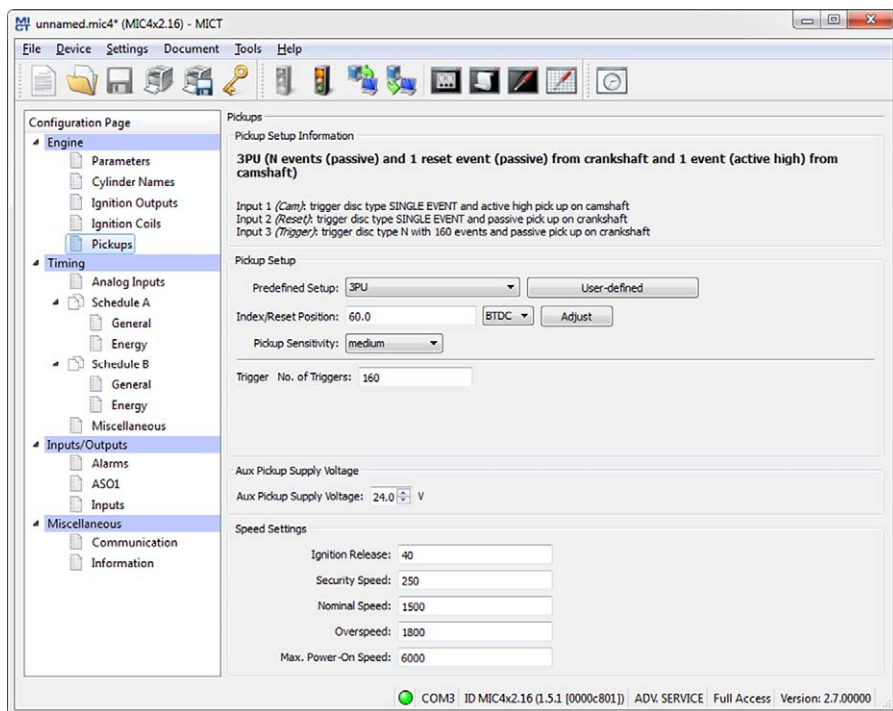 MICT unnamed.mic4* (MIC4x2.16) - MICT
File Device Settings Document Tools Help
Configuration Page
Engine
Parameters
Cylinder Names
Ignition Outputs
Ignition Coils
Pickups
Timing
Analog Inputs
Schedule A
General
Energy
Schedule B
General
Energy
Miscellaneous
Inputs/Outputs
Alarms
ASO1
Inputs
Miscellaneous
Communication
Information
Pickups
Pickup Setup Information
3PU (N events (passive) and 1 reset event (passive) from crankshaft and 1 event (active high) from
camshaft)
Input 1 (Cam): trigger disc type SINGLE EVENT and active high pick up on camshaft
Input 2 (Reset): trigger disc type SINGLE EVENT and passive pick up on crankshaft
Input 3 (Trigger): trigger disc type N with 160 events and passive pick up on crankshaft
Pickup Setup
Predefined Setup: 3PU User-defined
Index/Reset Position: 60.0 BTDC Adjust
Pickup Sensitivity: medium
Trigger No. of Triggers: 160
Aux Pickup Supply Voltage
Aux Pickup Supply Voltage: 24.0 V
Speed Settings
Ignition Release: 40
Security Speed: 250
Nominal Speed: 1500
Overspeed: 1800
Max. Power-On Speed: 6000
COM3 ID MIC4x2.16 (1.5.1 [0000c801]) ADV. SERVICE Full Access Version: 2.7.00000